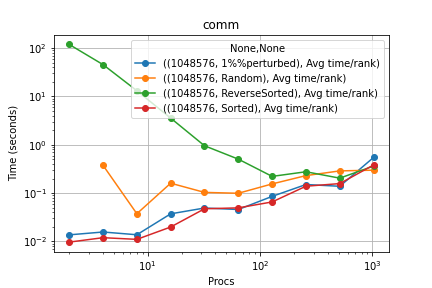 comm
None,None
((1048576, 1%%perturbed), Avg time/rank)
((1048576, Random), Avg time/rank)
((1048576, ReverseSorted), Avg time/rank)
((1048576, Sorted), Avg time/rank)
Time (seconds)
10²
10¹
10⁰
10⁻¹
10⁻²
10¹ 10² 10³
Procs